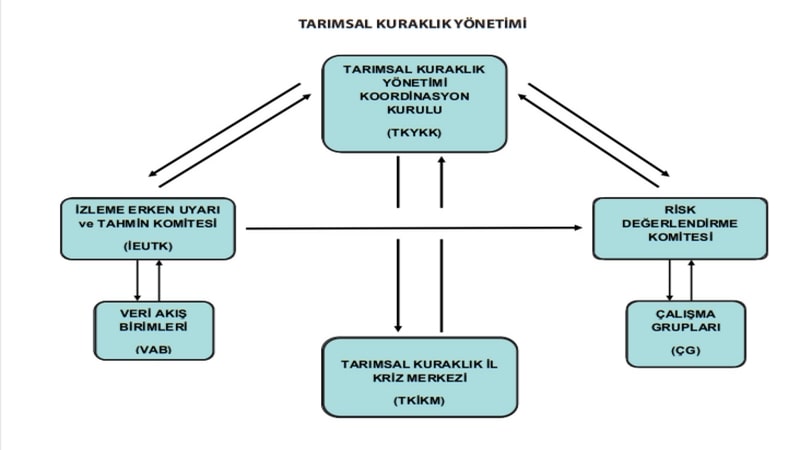 TARIMSAL KURAKLIK YÖNETİMİ
TARIMSAL KURAKLIK
YÖNETİMİ
KOORDİNASYON
KURULU
(TKYKK)
İZLEME ERKEN UYARI
ve TAHMİN KOMİTESİ
(İEUTK)
RİSK
DEĞERLENDİRME
KOMİTESİ
VERİ AKIŞ
BİRİMLERİ
(VAB)
ÇALIŞMA
GRUPLARI
(ÇG)
TARIMSAL KURAKLIK İL
KRİZ MERKEZİ
(TKİKM)